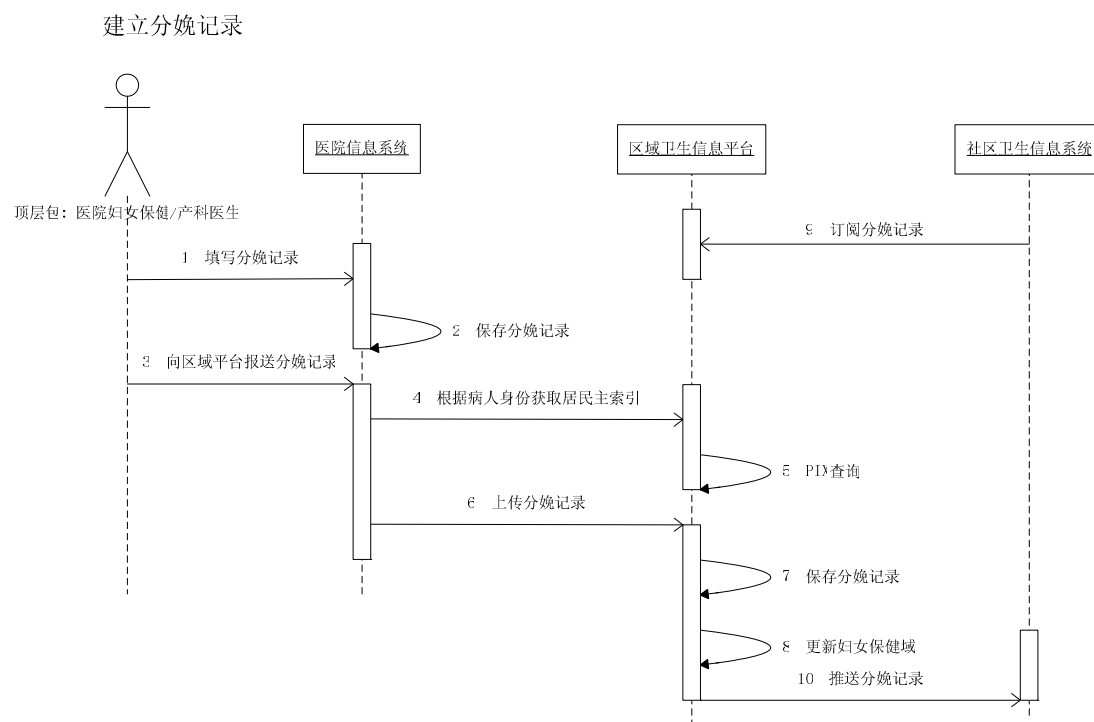 建立分娩记录
医院信息系统
区域卫生信息平台
社区卫生信息系统
顶层包：医院妇女保健/产科医生
9 订阅分娩记录
1 填写分娩记录
2 保存分娩记录
3 向区域平台报送分娩记录
4 根据病人身份获取居民主索引
5 PIX查询
6 上传分娩记录
7 保存分娩记录
8 更新妇女保健域
10 推送分娩记录